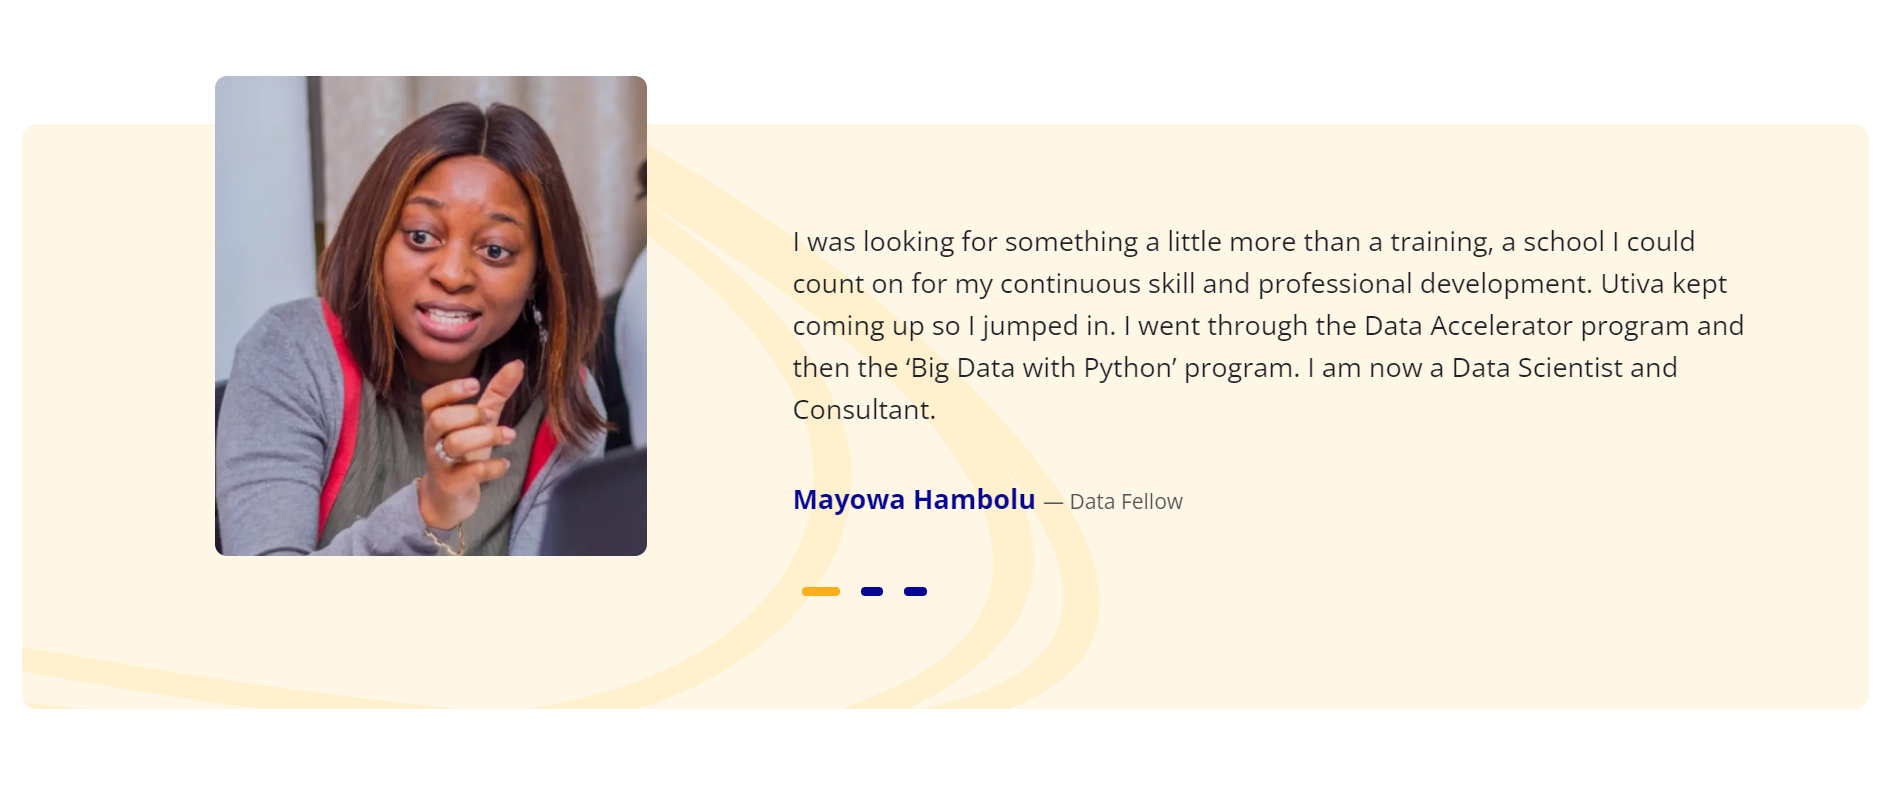 I was looking for something a little more than a training, a school I could
count on for my continuous skill and professional development. Utiva kept
coming up so I jumped in. I went through the Data Accelerator program and
then the ‘Big Data with Python’ program. I am now a Data Scientist and
Consultant.
Mayowa Hambolu — Data Fellow